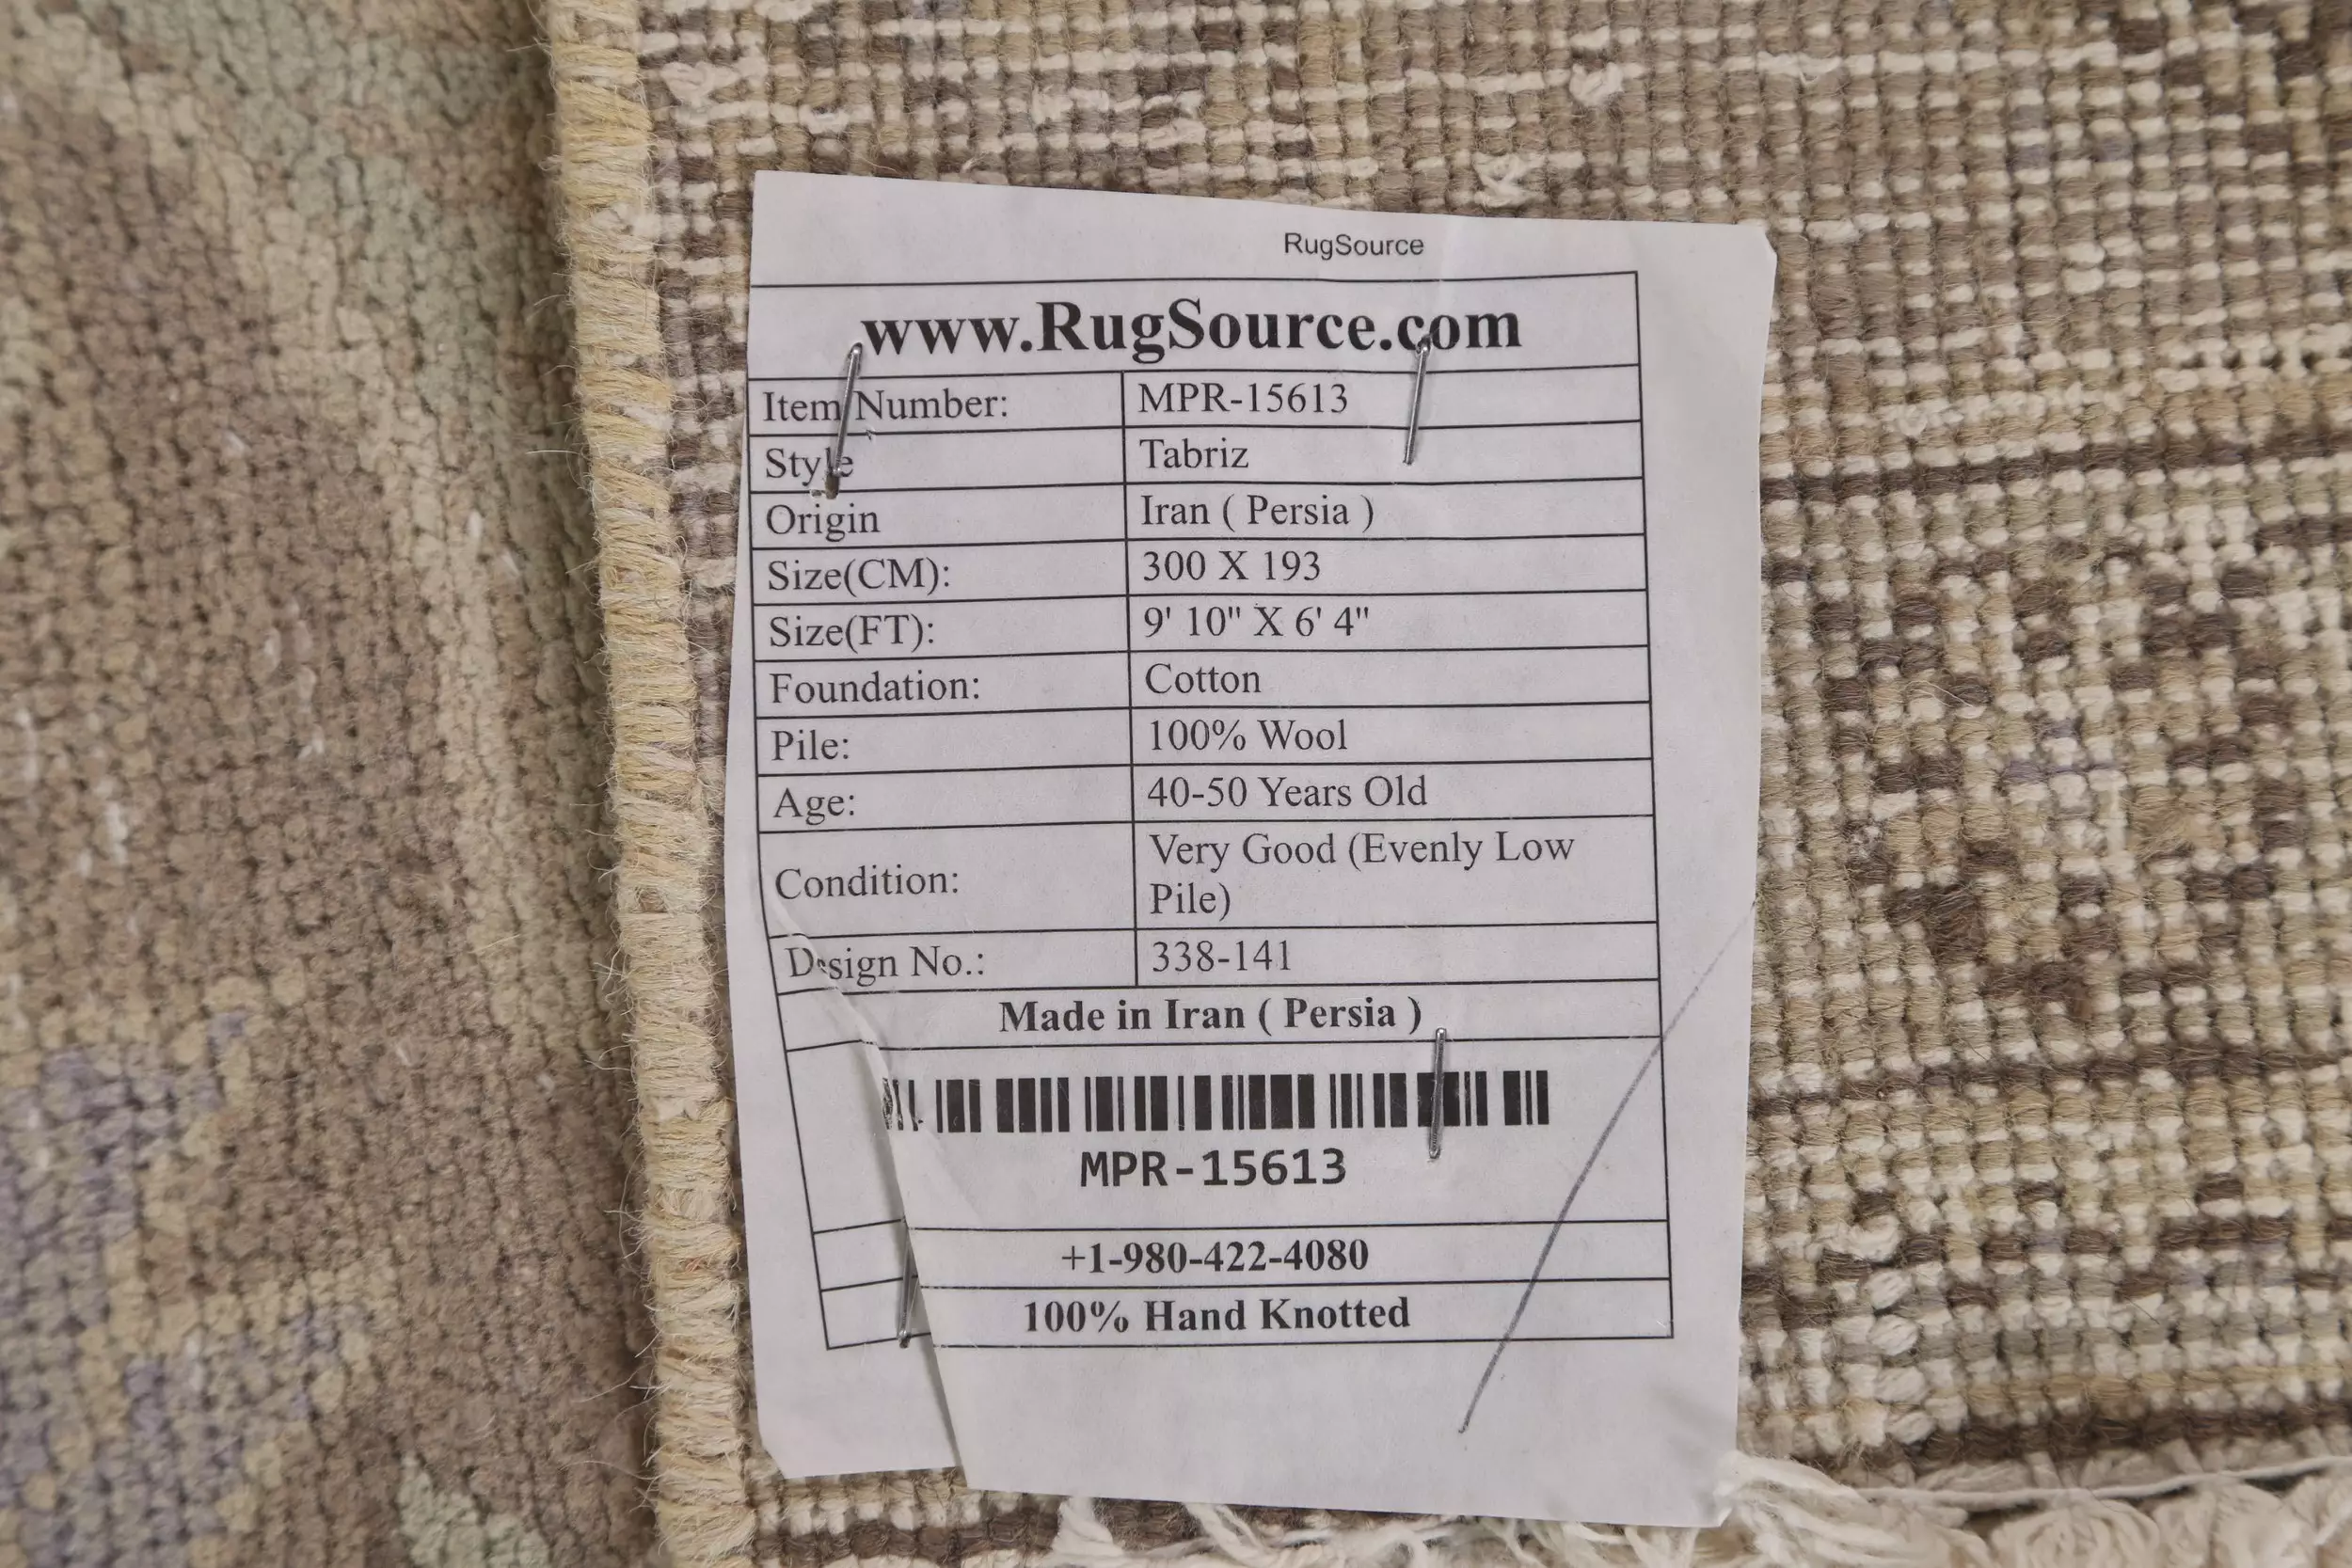 RugSource
www.RugSource.com
Item Number: MPR-15613
Style Tabriz
Origin Iran ( Persia )
Size(CM): 300 X 193
Size(FT): 9' 10" X 6' 4"
Foundation: Cotton
Pile: 100% Wool
Age: 40-50 Years Old
Condition: Very Good (Evenly Low
Pile)
Design No.: 338-141
Made in Iran ( Persia )
MPR-15613
+1-980-422-4080
100% Hand Knotted